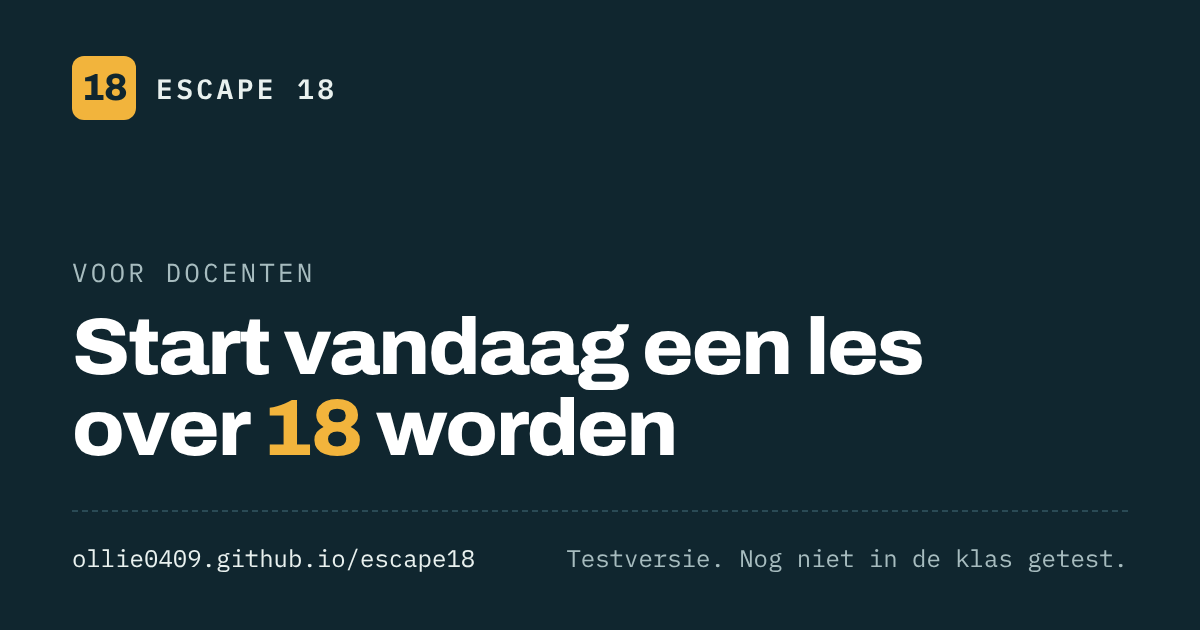 18 ESCAPE 18
VOOR DOCENTEN
Start vandaag een les
over 18 worden
ollie0409.github.io/escape18 Testversie. Nog niet in de klas getest.